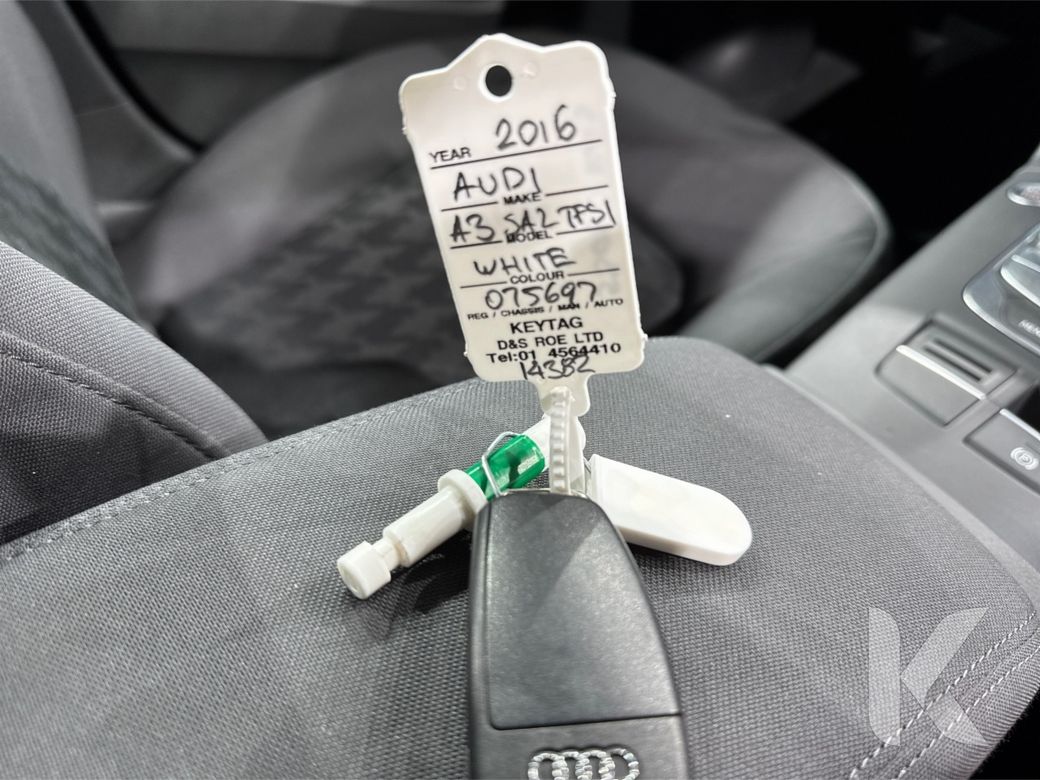 YEAR 2016
AUDI
MAKE
A3 SA2 TFSI
MODEL
WHITE
COLOUR
075697
REG / CHASSIS / MAN / AUTO
KEYTAG
D&S ROE LTD
Tel:01 4564410
14382
K